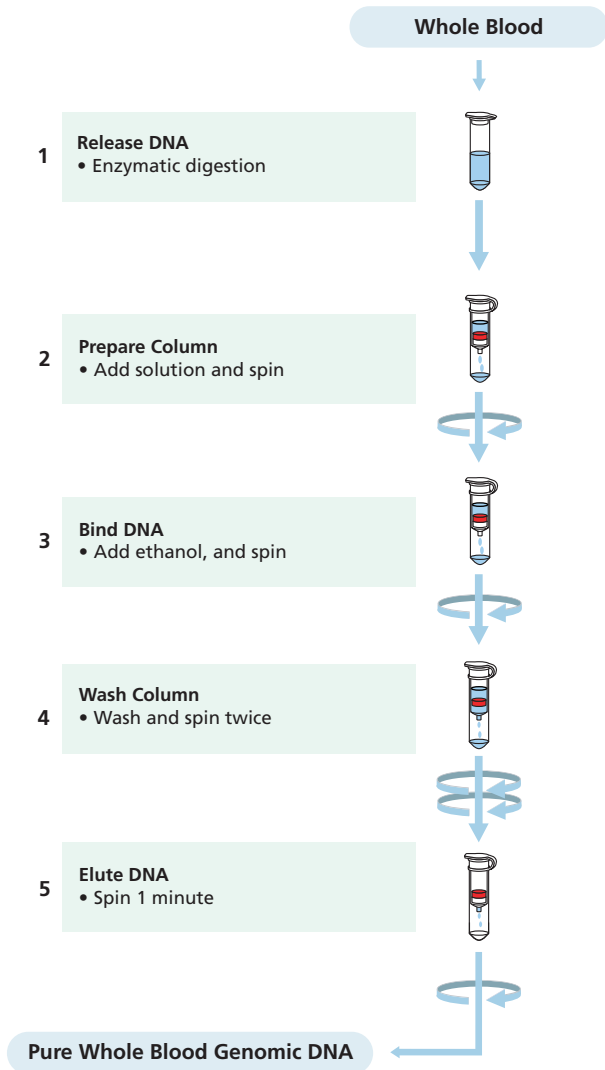 Whole Blood
1
Release DNA
• Enzymatic digestion
2
Prepare Column
• Add solution and spin
3
Bind DNA
• Add ethanol, and spin
4
Wash Column
• Wash and spin twice
5
Elute DNA
• Spin 1 minute
Pure Whole Blood Genomic DNA